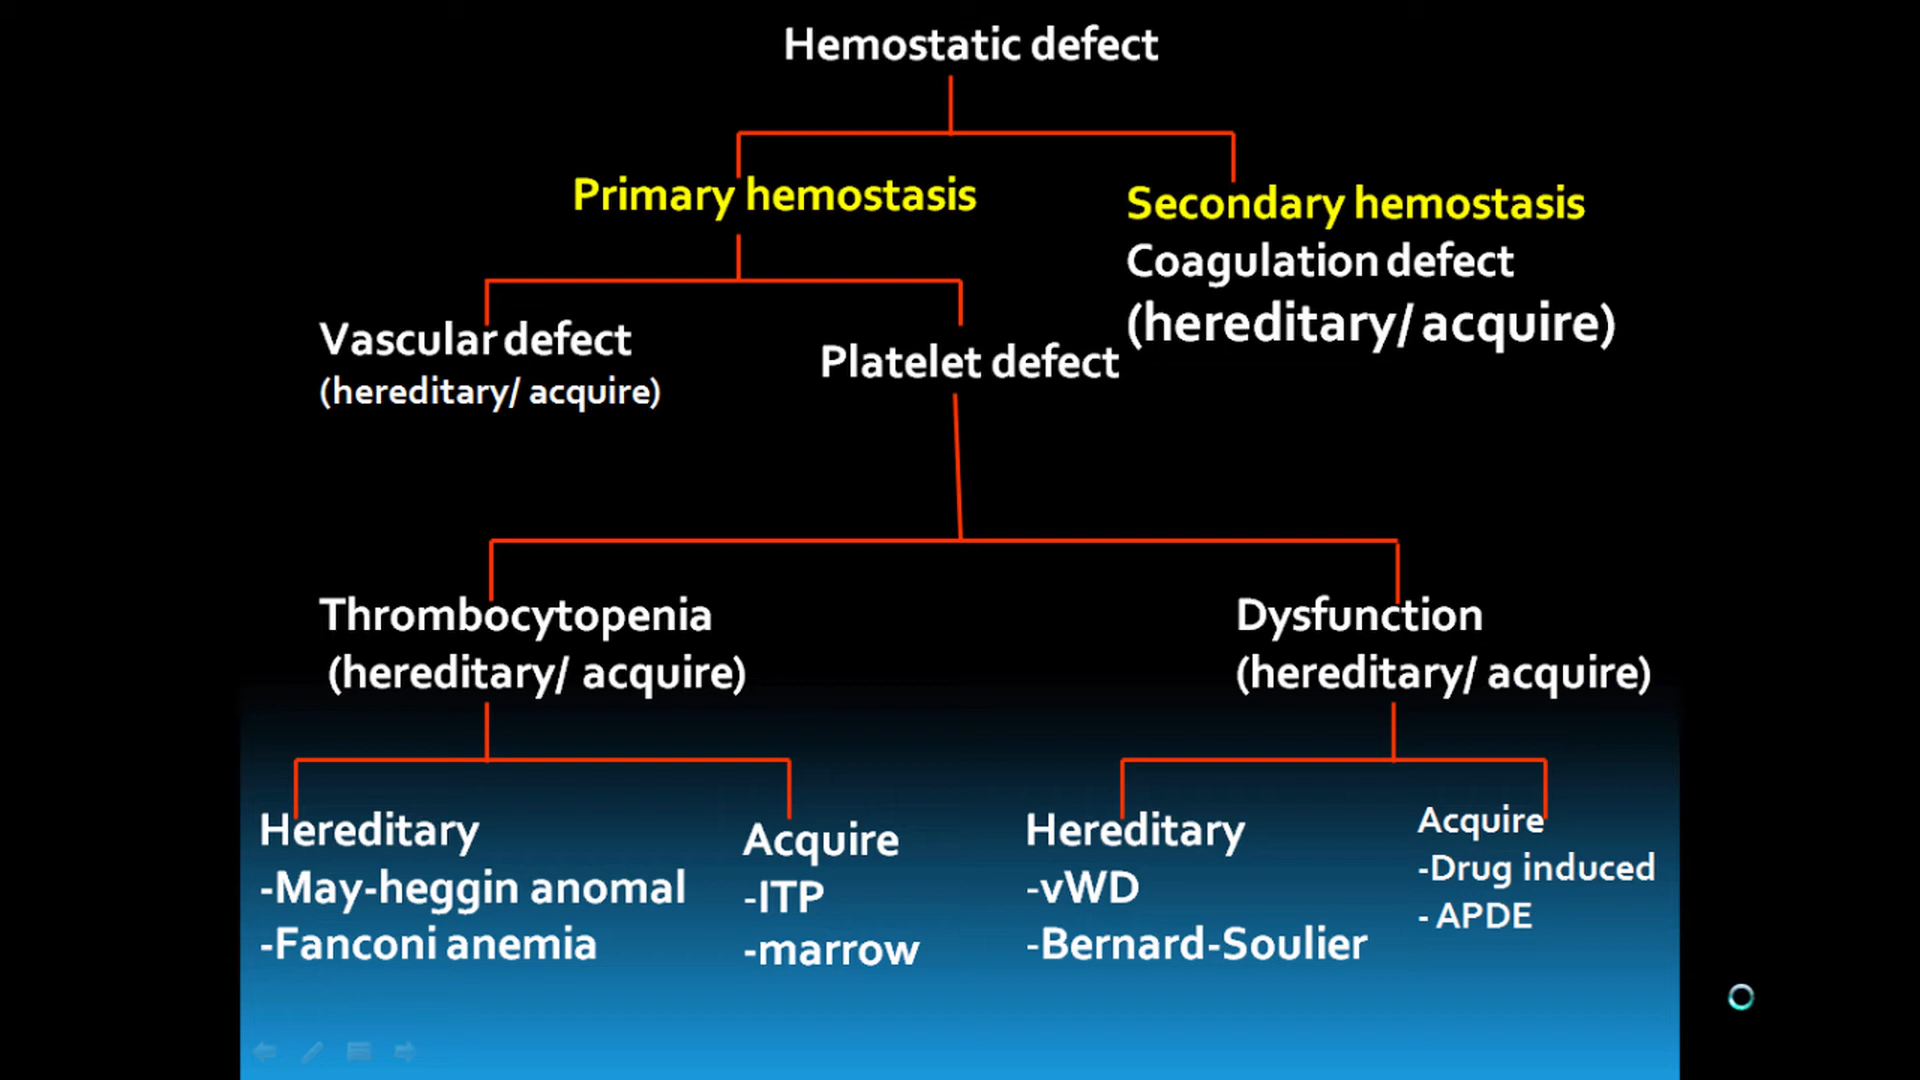 Hemostatic defect
Primary hemostasis
Secondary hemostasis
Coagulation defect
(hereditary/ acquire)
Vascular defect
(hereditary/ acquire)
Platelet defect
Thrombocytopenia
(hereditary/ acquire)
Dysfunction
(hereditary/ acquire)
Hereditary
-May-heggin anomal
-Fanconi anemia
Acquire
-ITP
-marrow
Hereditary
-vWD
-Bernard-Soulier
Acquire
-Drug induced
- APDE